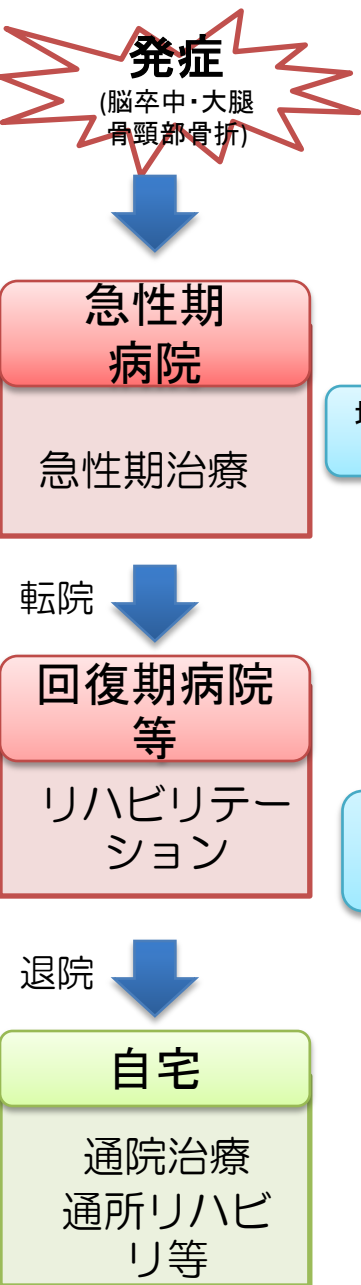 発症
(脳卒中・大腿
骨頸部骨折)
急性期
病院
急性期治療
転院
回復期病院
等
リハビリテー
ション
退院
自宅
通院治療
通所リハビ
リ等